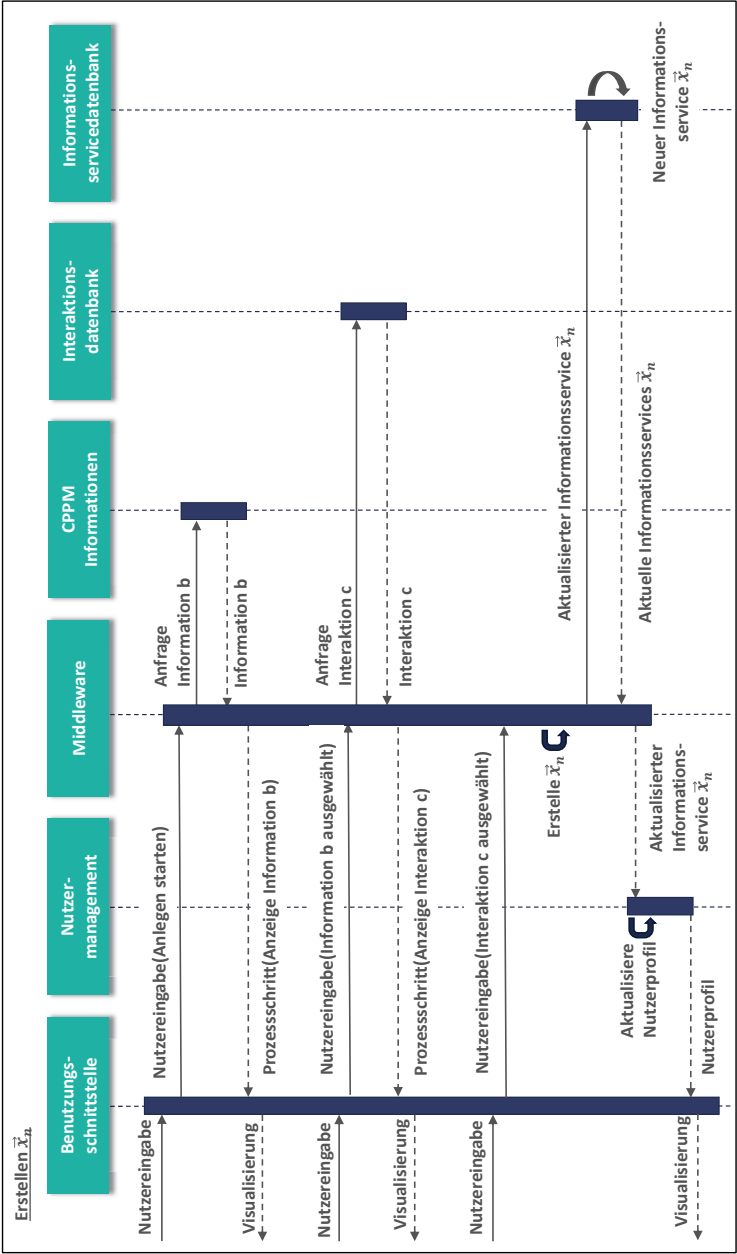 Erstellen x⃗n
Benutzungs-
schnittstelle
Nutzer-
management
Middleware
CPPM
Informationen
Interaktions-
datenbank
Informations-
servicedatenbank
Nutzereingabe
Nutzereingabe(Anlegen starten)
Anfrage
Information b
Information b
Prozessschritt(Anzeige Information b)
Visualisierung
Nutzereingabe
Nutzereingabe(Information b ausgewählt)
Anfrage
Interaktion c
Interaktion c
Prozessschritt(Anzeige Interaktion c)
Visualisierung
Nutzereingabe
Nutzereingabe(Interaktion c ausgewählt)
Erstelle x⃗n
Aktualisierter Informationsservice x⃗n
Neuer Informations-
service x⃗n
Aktuelle Informationsservices x⃗n
Aktualisierter
Informations-
service x⃗n
Aktualisiere
Nutzerprofil
Nutzerprofil
Visualisierung